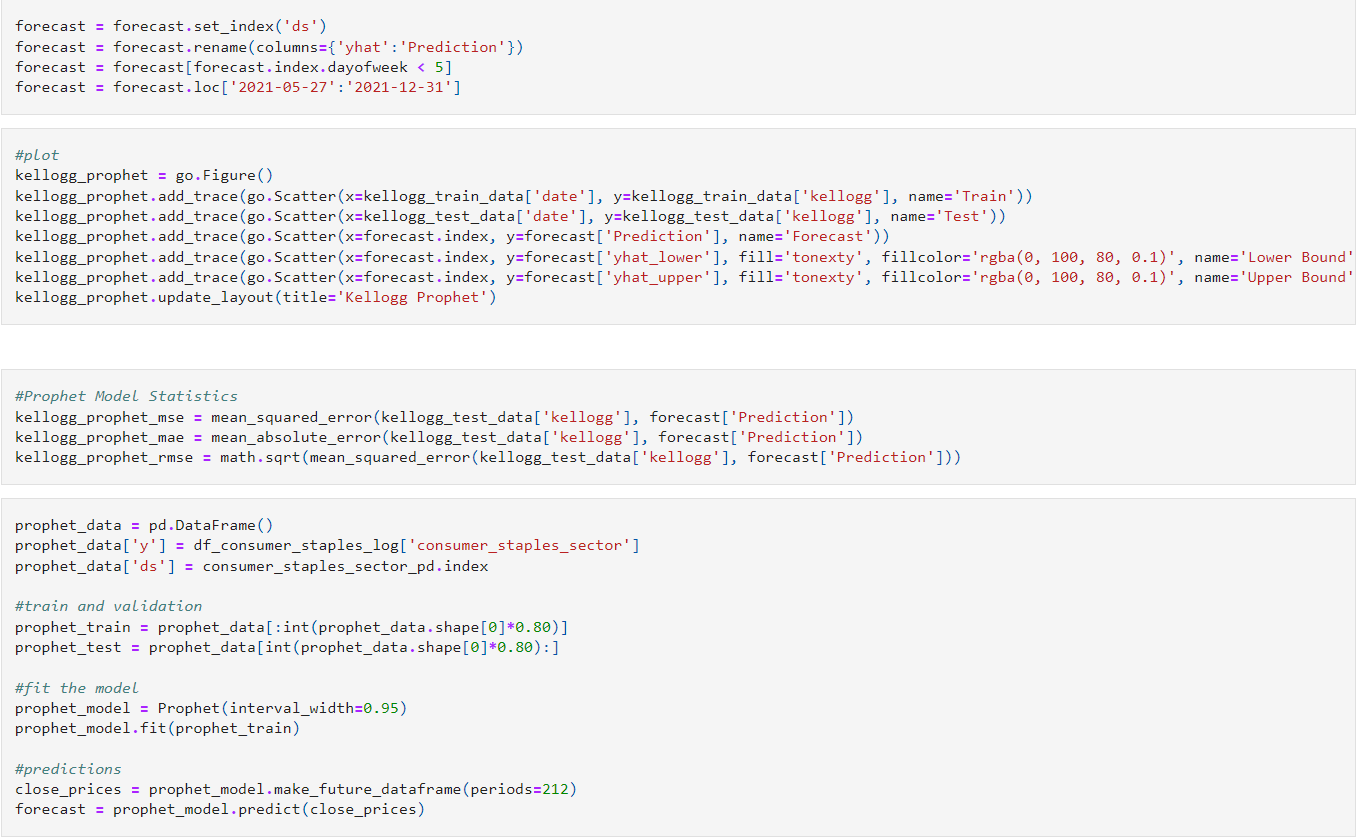 forecast = forecast.set_index('ds')
forecast = forecast.rename(columns={'yhat':'Prediction'})
forecast = forecast[forecast.index.dayofweek < 5]
forecast = forecast.loc['2021-05-27':'2021-12-31']
#plot
kellogg_prophet = go.Figure()
kellogg_prophet.add_trace(go.Scatter(x=kellogg_train_data['date'], y=kellogg_train_data['kellogg'], name='Train'))
kellogg_prophet.add_trace(go.Scatter(x=kellogg_test_data['date'], y=kellogg_test_data['kellogg'], name='Test'))
kellogg_prophet.add_trace(go.Scatter(x=forecast.index, y=forecast['Prediction'], name='Forecast'))
kellogg_prophet.add_trace(go.Scatter(x=forecast.index, y=forecast['yhat_lower'], fill='tonexty', fillcolor='rgba(0, 100, 80, 0.1)', name='Lower Bound'
kellogg_prophet.add_trace(go.Scatter(x=forecast.index, y=forecast['yhat_upper'], fill='tonexty', fillcolor='rgba(0, 100, 80, 0.1)', name='Upper Bound'
kellogg_prophet.update_layout(title='Kellogg Prophet')
#Prophet Model Statistics
kellogg_prophet_mse = mean_squared_error(kellogg_test_data['kellogg'], forecast['Prediction'])
kellogg_prophet_mae = mean_absolute_error(kellogg_test_data['kellogg'], forecast['Prediction'])
kellogg_prophet_rmse = math.sqrt(mean_squared_error(kellogg_test_data['kellogg'], forecast['Prediction']))
prophet_data = pd.DataFrame()
prophet_data['y'] = df_consumer_staples_log['consumer_staples_sector']
prophet_data['ds'] = consumer_staples_sector_pd.index
#train and validation
prophet_train = prophet_data[:int(prophet_data.shape[0]*0.80)]
prophet_test = prophet_data[int(prophet_data.shape[0]*0.80):]
#fit the model
prophet_model = Prophet(interval_width=0.95)
prophet_model.fit(prophet_train)
#predictions
close_prices = prophet_model.make_future_dataframe(periods=212)
forecast = prophet_model.predict(close_prices)